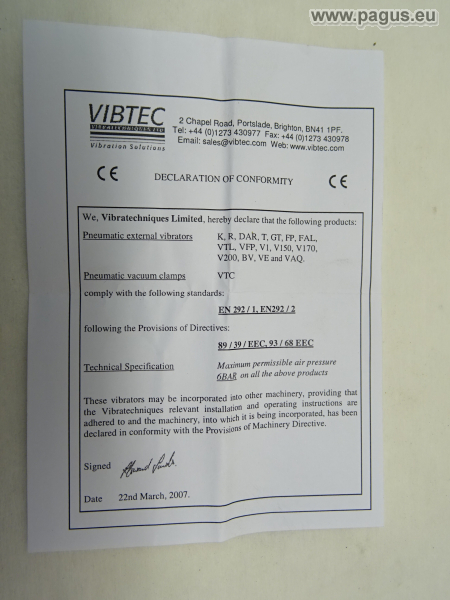 www.pagus.eu
VIBTEC
VIBRATECHNIQUES LTD
Vibration Solutions
2 Chapel Road, Portslade, Brighton, BN41 1PF.
Tel: +44 (0)1273 430977 Fax: +44 (0)1273 430978
Email: sales@vibtec.com Web: www.vibtec.com
CE DECLARATION OF CONFORMITY CE
We, Vibratechniques Limited, hereby declare that the following products:
Pneumatic external vibrators K, R, DAR, T, GT, FP, FAL,
VTL, VFP, V1, V150, V170,
V200, BV, VE and VAQ.
Pneumatic vacuum clamps VTC
comply with the following standards:
EN 292 / 1, EN292 / 2
following the Provisions of Directives:
89 / 39 / EEC, 93 / 68 EEC
Technical Specification Maximum permissible air pressure
6BAR on all the above products
These vibrators may be incorporated into other machinery, providing that
the Vibratechniques relevant installation and operating instructions are
adhered to and the machinery, into which it is being incorporated, has been
declared in conformity with the Provisions of Machinery Directive.
Signed
Date 22nd March, 2007.